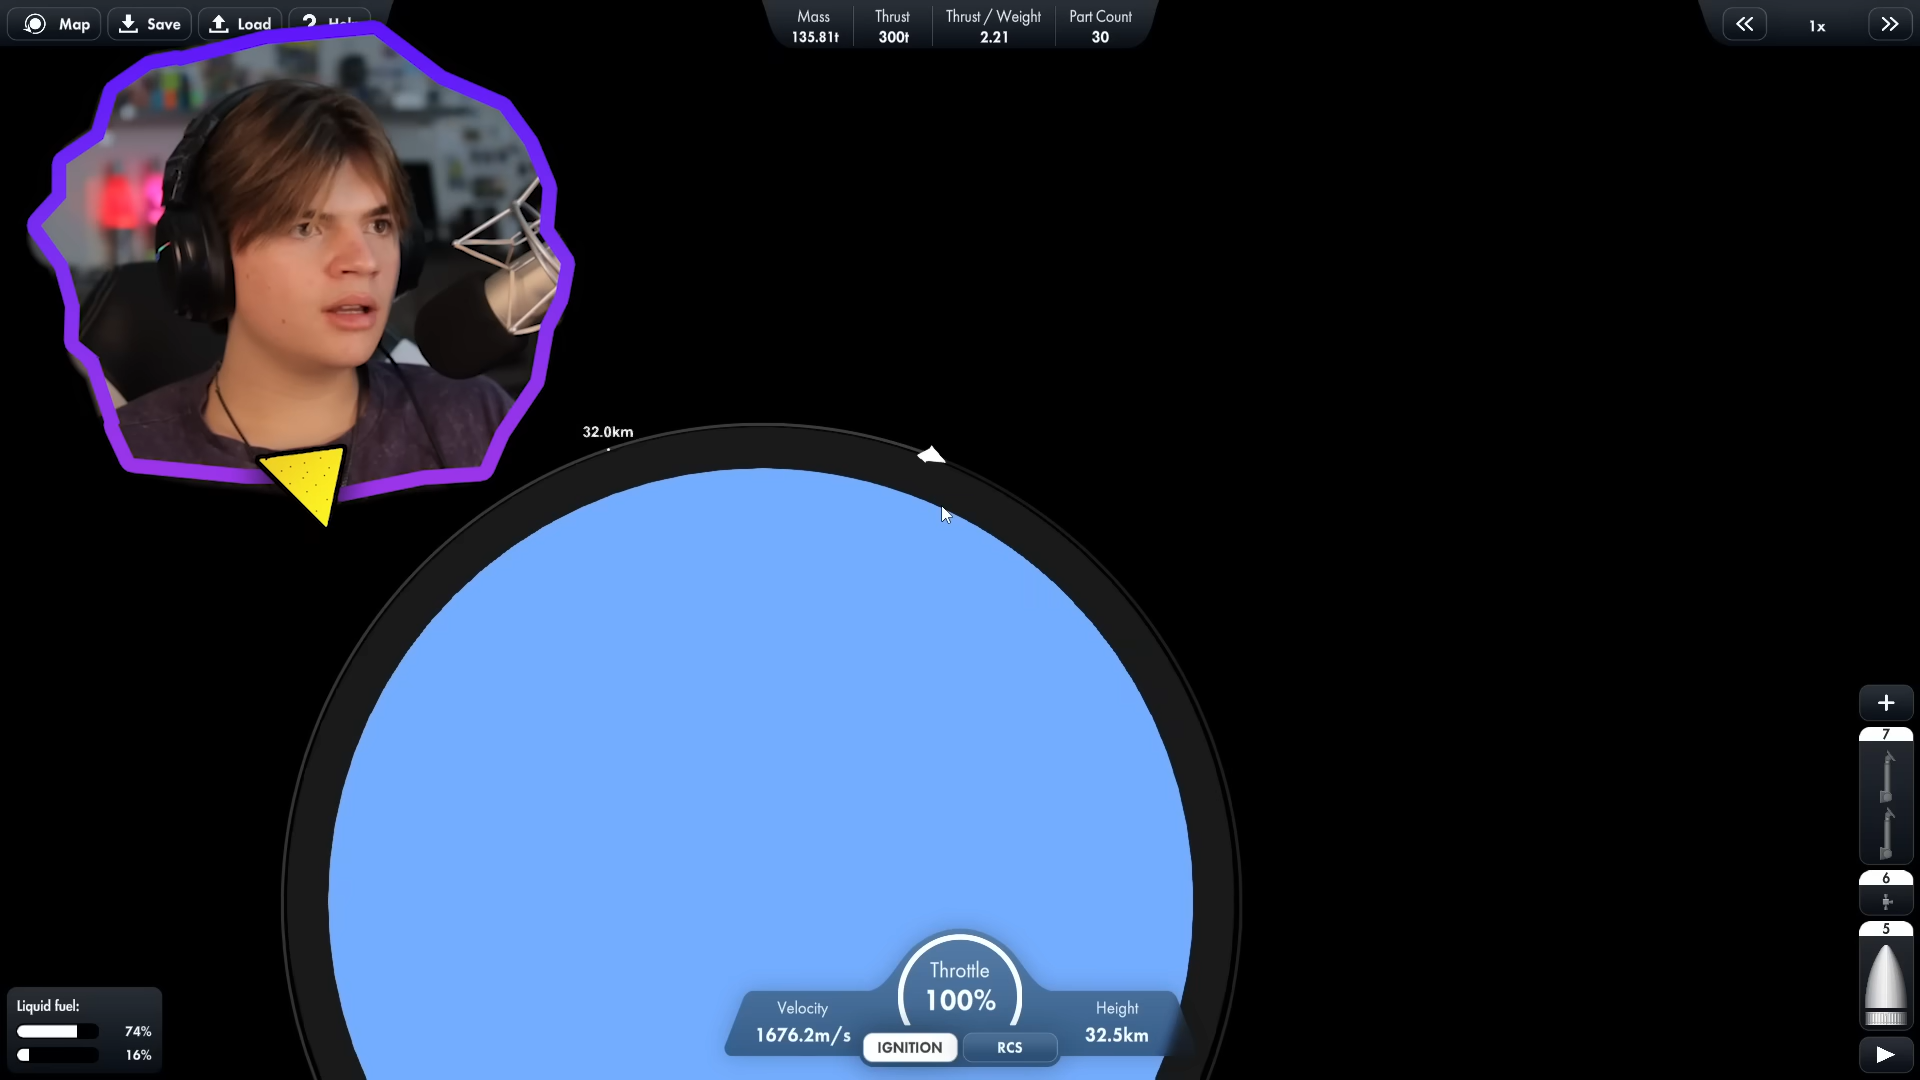 Map
Save
Load
? Help
Mass
135.81t
Thrust
300t
Thrust / Weight
2.21
Part Count
30
1x
32.0km
7
6
5
Liquid fuel:
74%
16%
Throttle
100%
Velocity
1676.2m/s
Height
32.5km
IGNITION
RCS